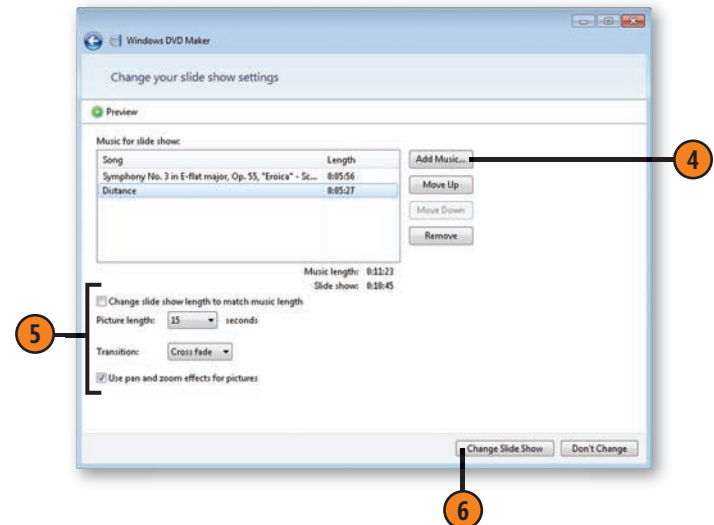 Windows DVD Maker
Change your slide show settings
Preview
Music for slide show:
Song Length
Symphony No. 3 in E-flat major, Op. 55, "Eroica" - Sc... 0:05:56
Distance 0:05:27
Add Music...
Move Up
Move Down
Remove
4
Music length: 0:11:23
Slide show: 0:10:45
5
Change slide show length to match music length
Picture length: 15 seconds
Transition: Cross fade
Use pan and zoom effects for pictures
Change Slide Show Don't Change
6